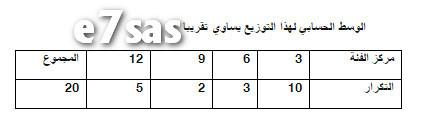 e7sas
الوسط الحسابي لهذا التوزيع يساوي تقريبا
مركز الفئة 3 6 9 12 المجموع
التكرار 10 3 2 5 20